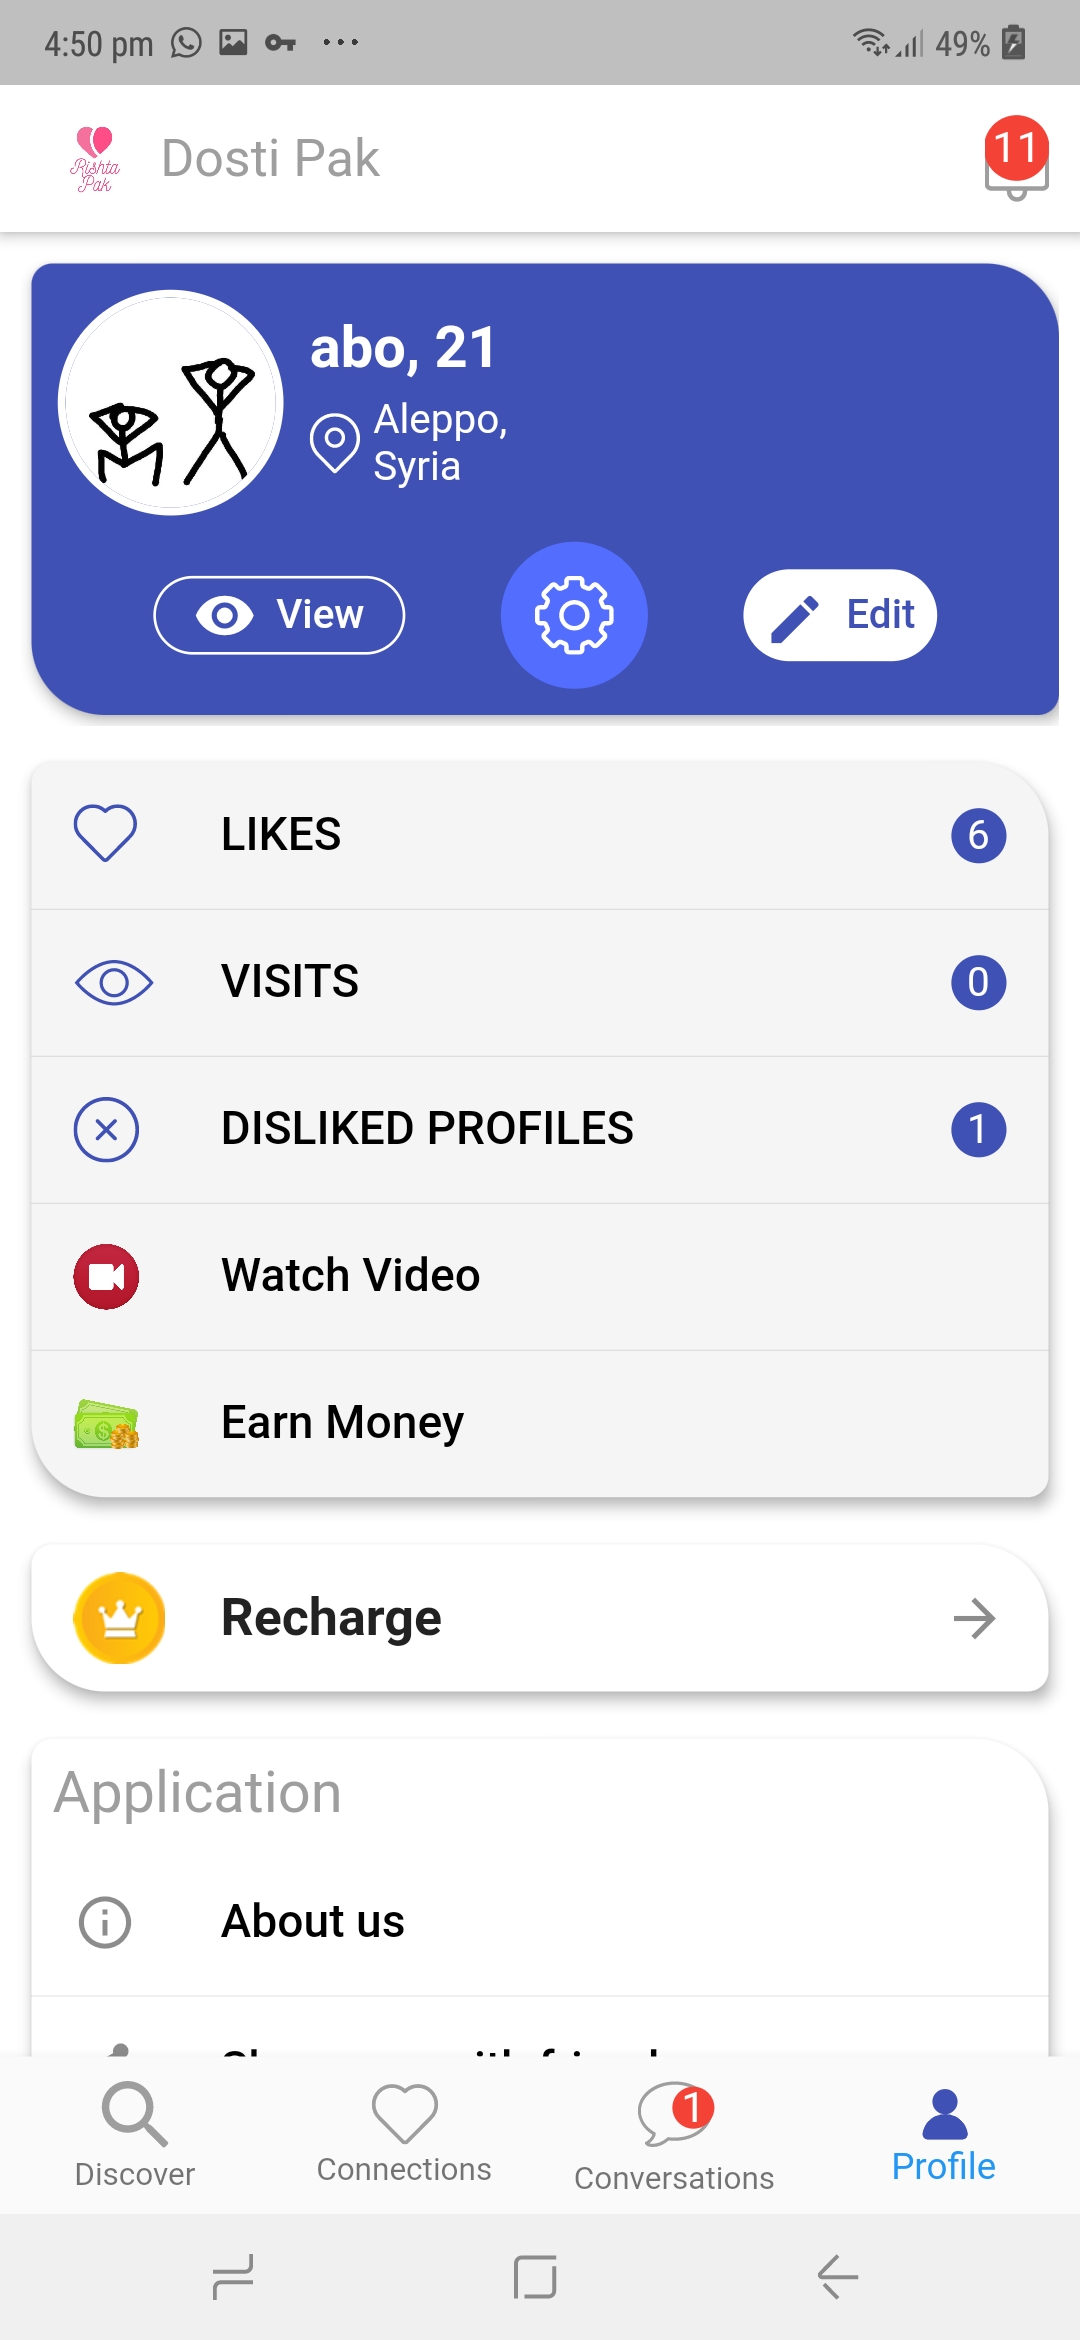 4:50 pm
49%
Rishta
Pak
Dosti Pak
11
abo, 21
Aleppo,
Syria
View
Edit
LIKES
6
VISITS
0
DISLIKED PROFILES
1
Watch Video
Earn Money
Recharge
Application
About us
Discover
Connections
1
Conversations
Profile